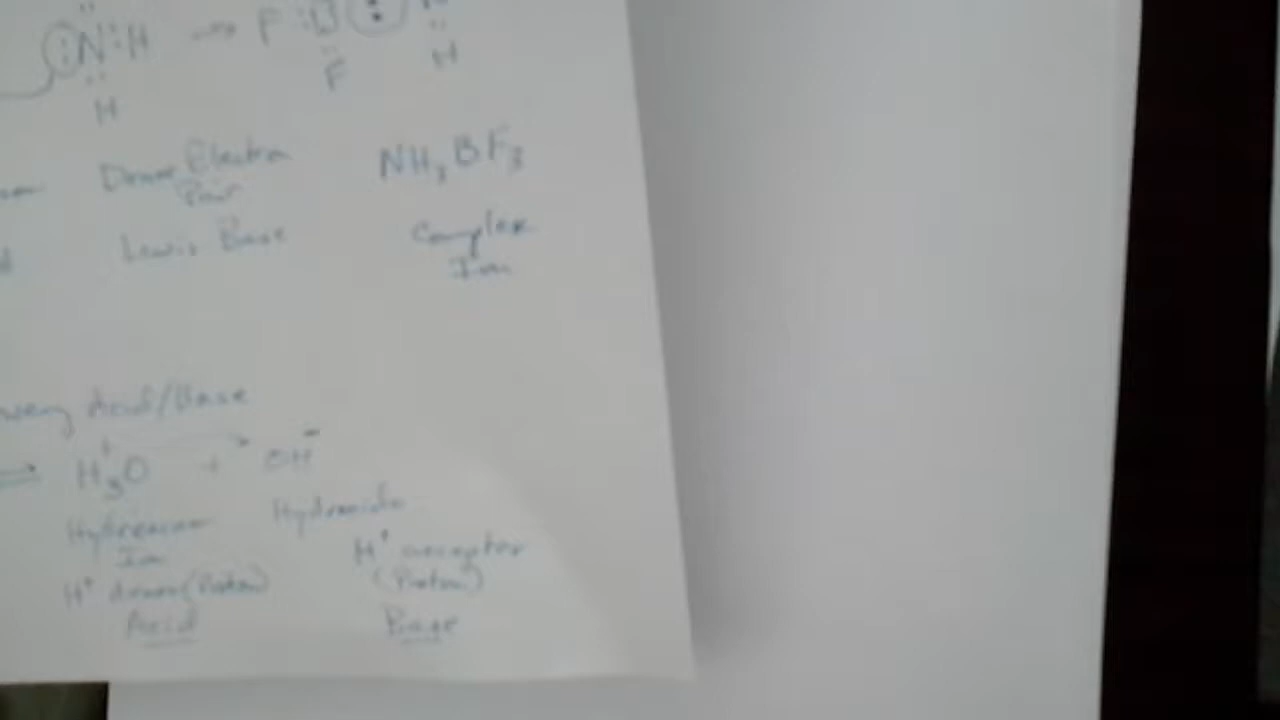 :N:H → F :B : N
H F H
Donor Electron
Pair
NH3BF3
Lewis Base
Complex
Ion
Acid/Base
⇌ H3O+ + OH-
Hydronium
Ion
Hydroxide
H+ donor (Proton)
H+ acceptor
(Proton)
Acid
Base